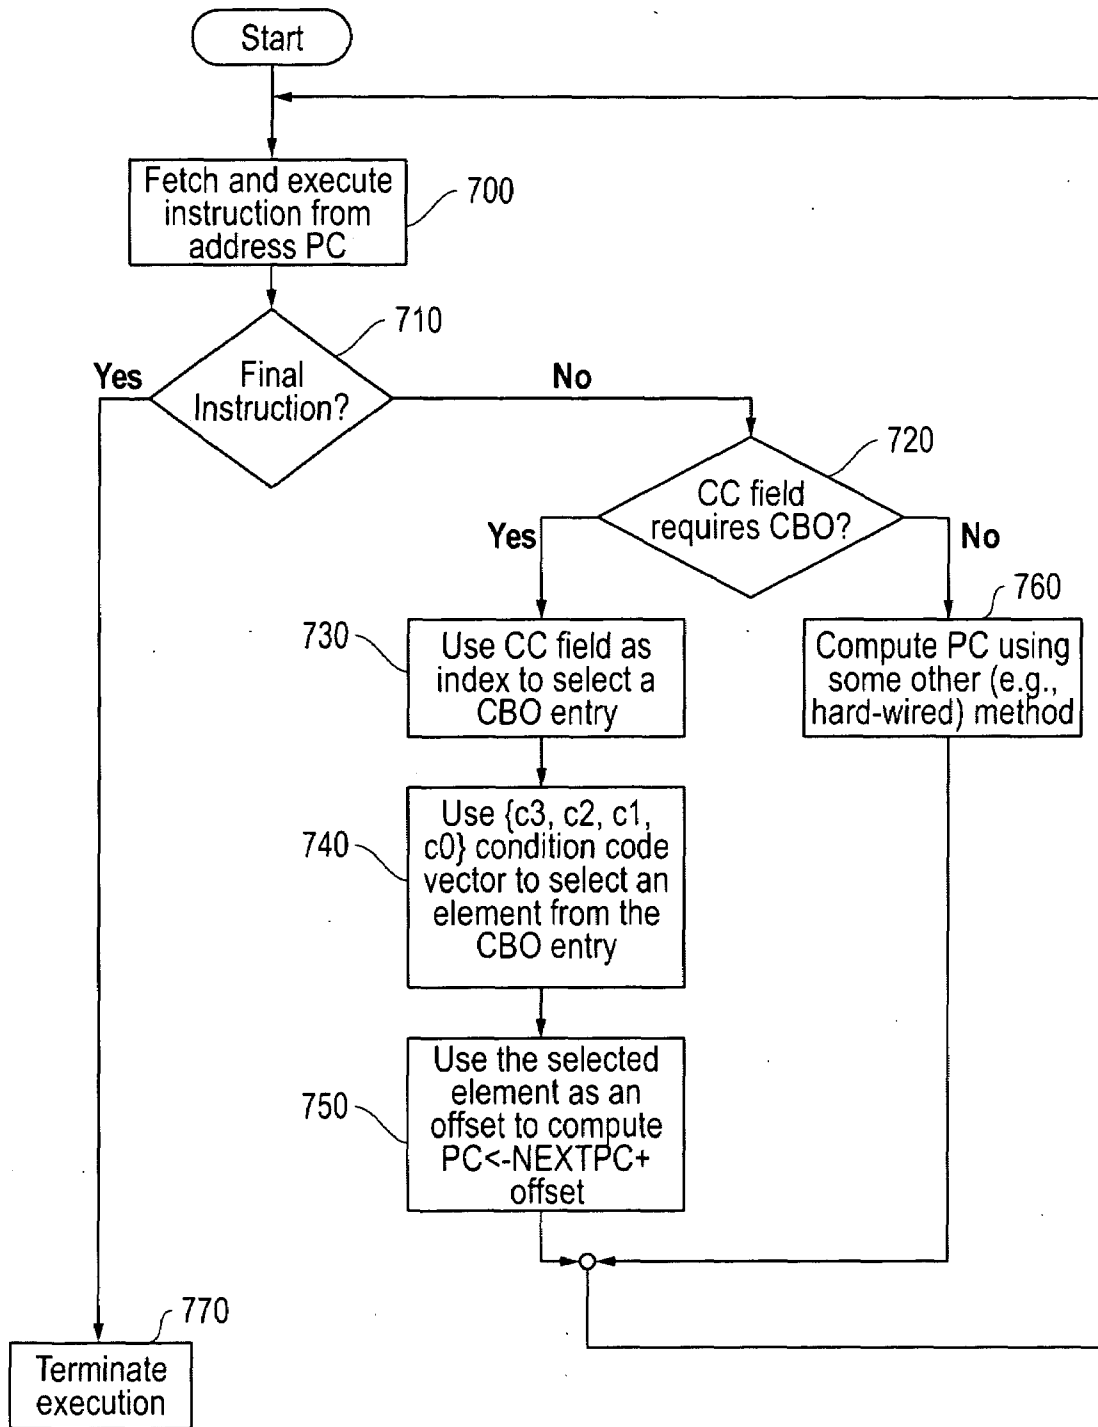 Start
Fetch and execute
instruction from
address PC
700
710
Yes
Final
Instruction?
No
720
CC field
requires CBO?
Yes
No
730
Use CC field as
index to select a
CBO entry
760
Compute PC using
some other (e.g.,
hard-wired) method
740
Use {c3, c2, c1,
c0} condition code
vector to select an
element from the
CBO entry
750
Use the selected
element as an
offset to compute
PC<-NEXTPC+
offset
770
Terminate
execution